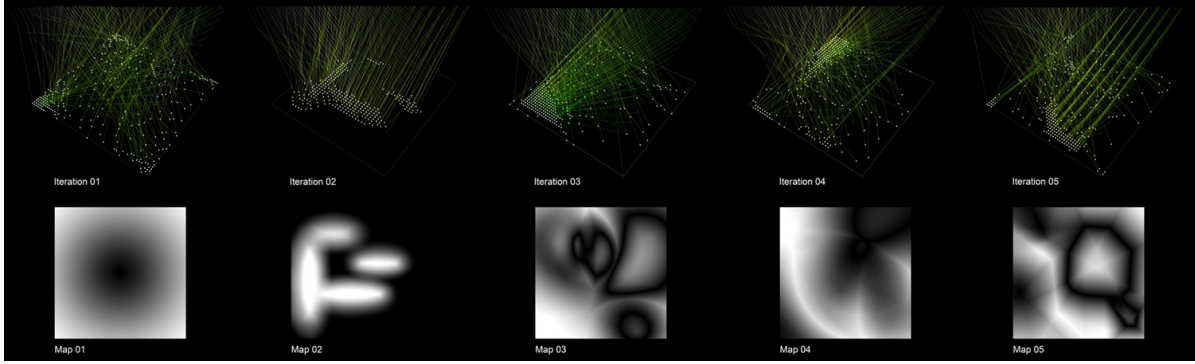 Iteration 01
Iteration 02
Iteration 03
Iteration 04
Iteration 05
Map 01
Map 02
Map 03
Map 04
Map 05